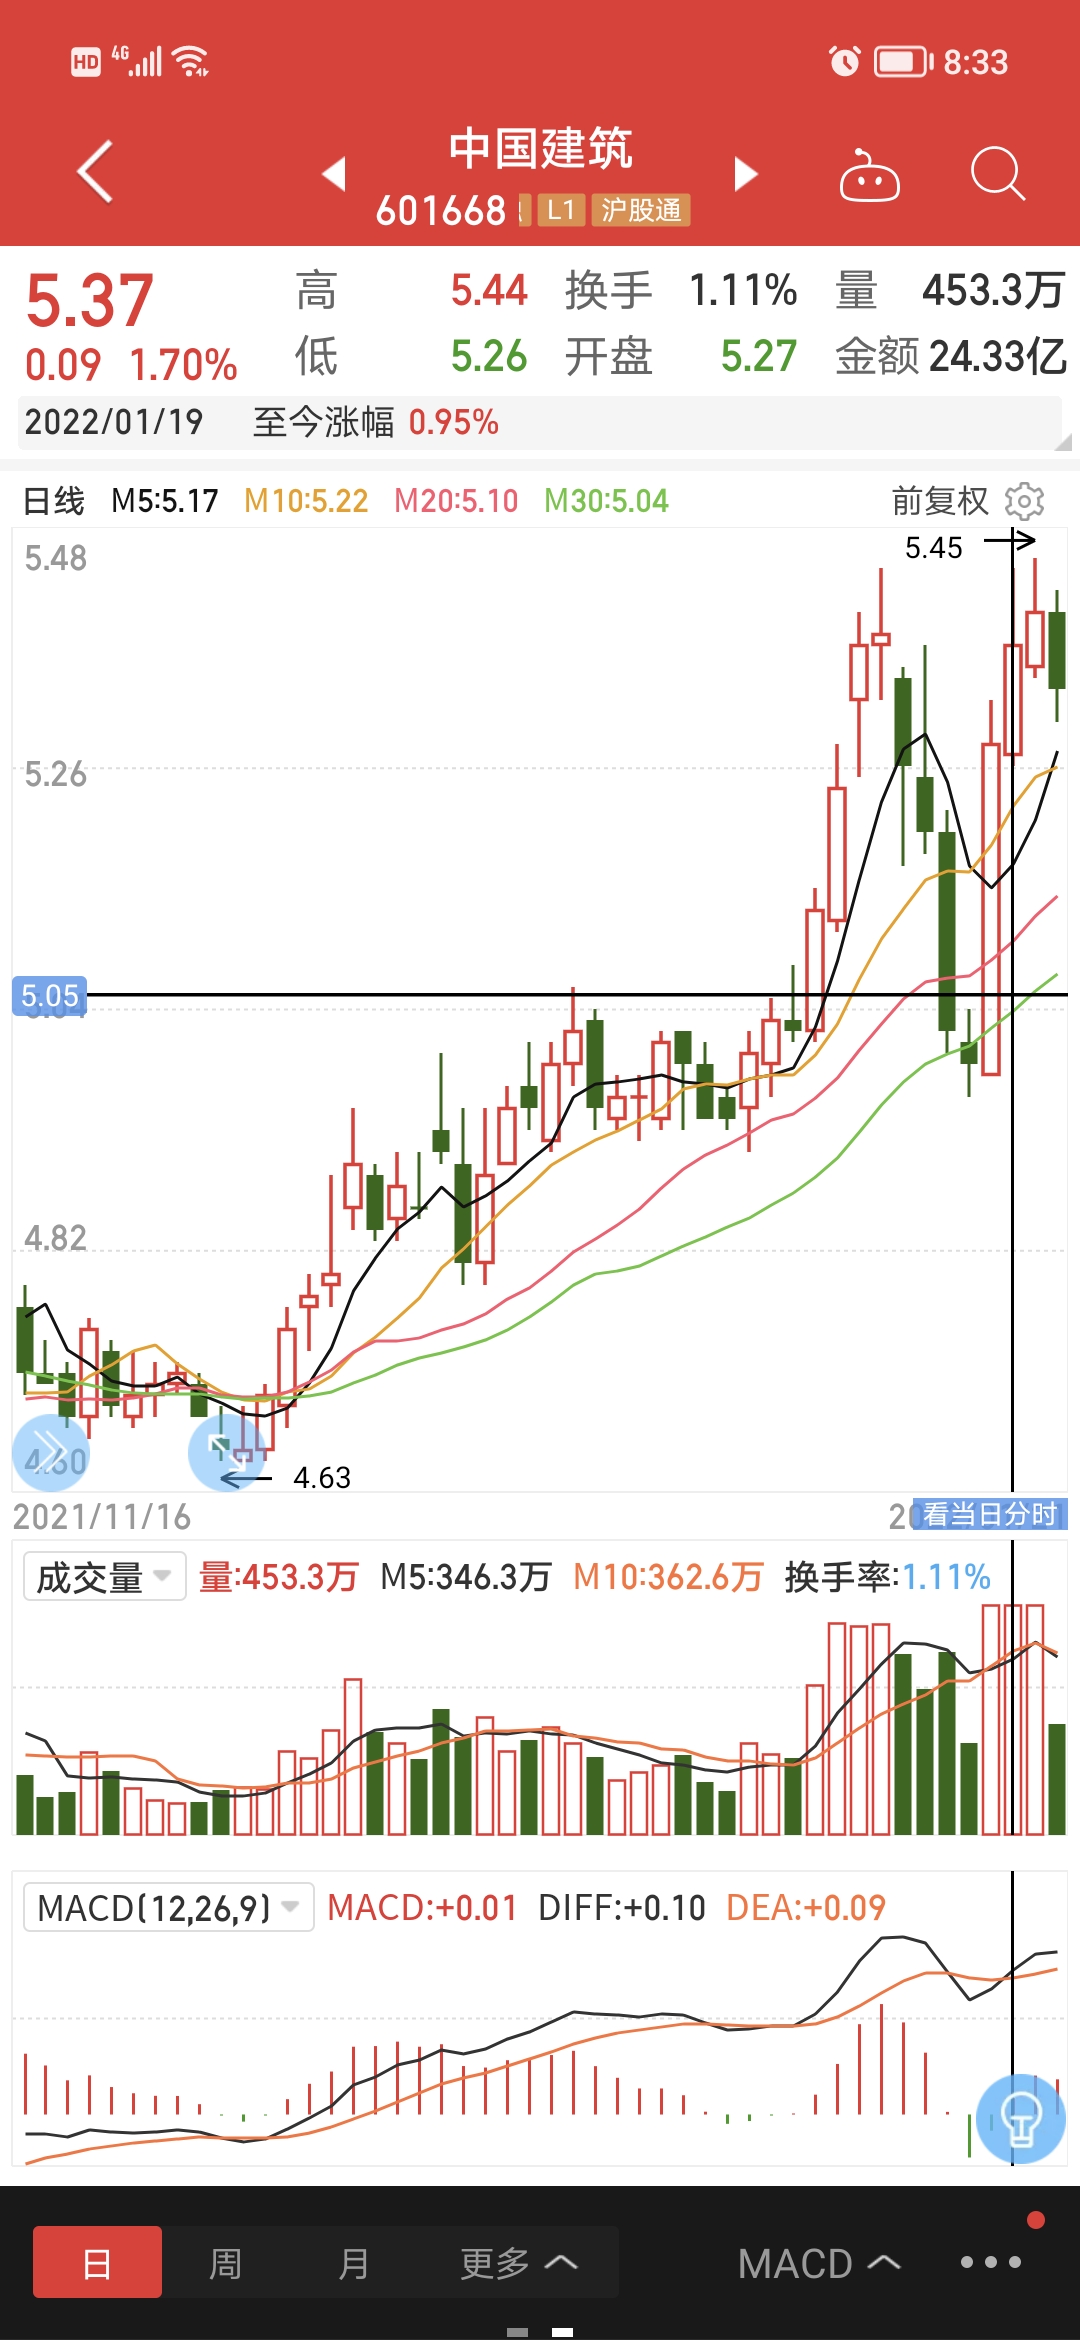 HD 4G 8:33
中国建筑
601668 L1 沪股通
5.37 高 5.44 换手 1.11% 量 453.3万
0.09 1.70% 低 5.26 开盘 5.27 金额 24.33亿
2022/01/19 至今涨幅 0.95%
日线 M5:5.17 M10:5.22 M20:5.10 M30:5.04 前复权
5.45
5.48
5.26
5.05
4.82
4.60
4.63
2021/11/16 看当日分时
成交量 量:453.3万 M5:346.3万 M10:362.6万 换手率:1.11%
MACD(12,26,9) MACD:+0.01 DIFF:+0.10 DEA:+0.09
日 周 月 更多 MACD